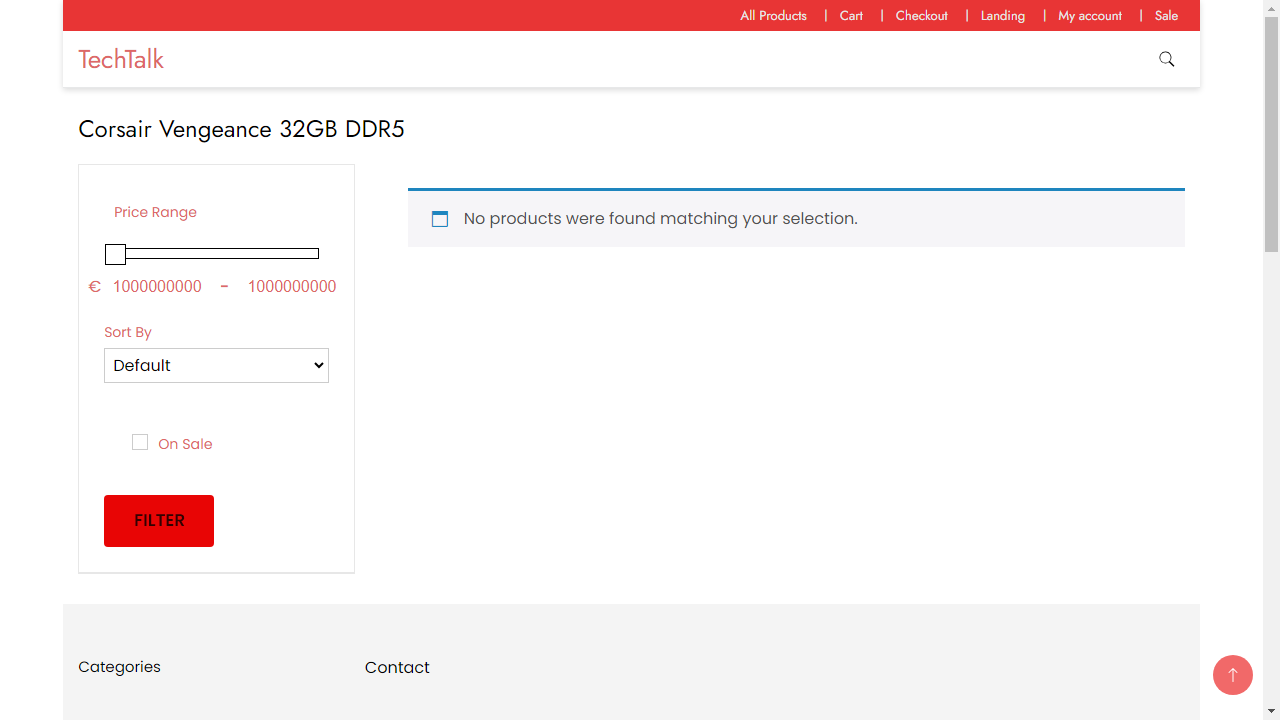 All Products | Cart | Checkout | Landing | My account | Sale
TechTalk
Corsair Vengeance 32GB DDR5
Price Range
€ 1000000000 - 1000000000
Sort By
Default
On Sale
FILTER
No products were found matching your selection.
Categories
Contact